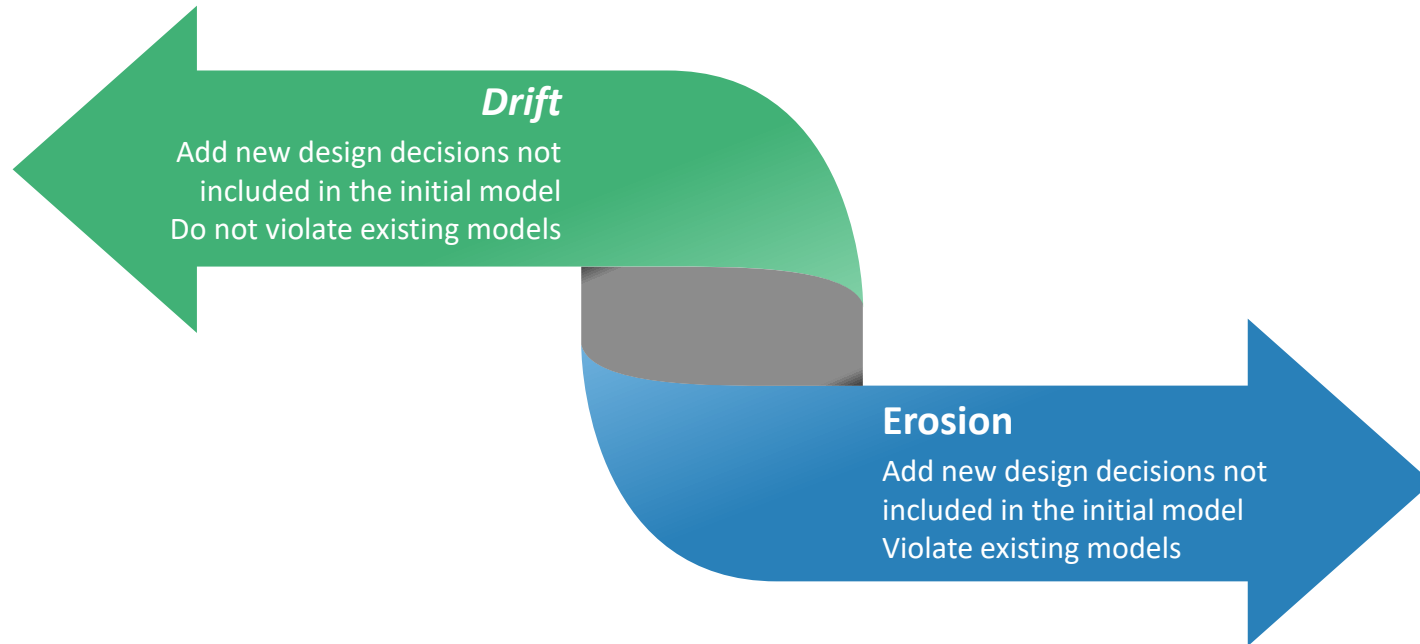 Drift
Add new design decisions not
included in the initial model
Do not violate existing models
Erosion
Add new design decisions not
included in the initial model
Violate existing models